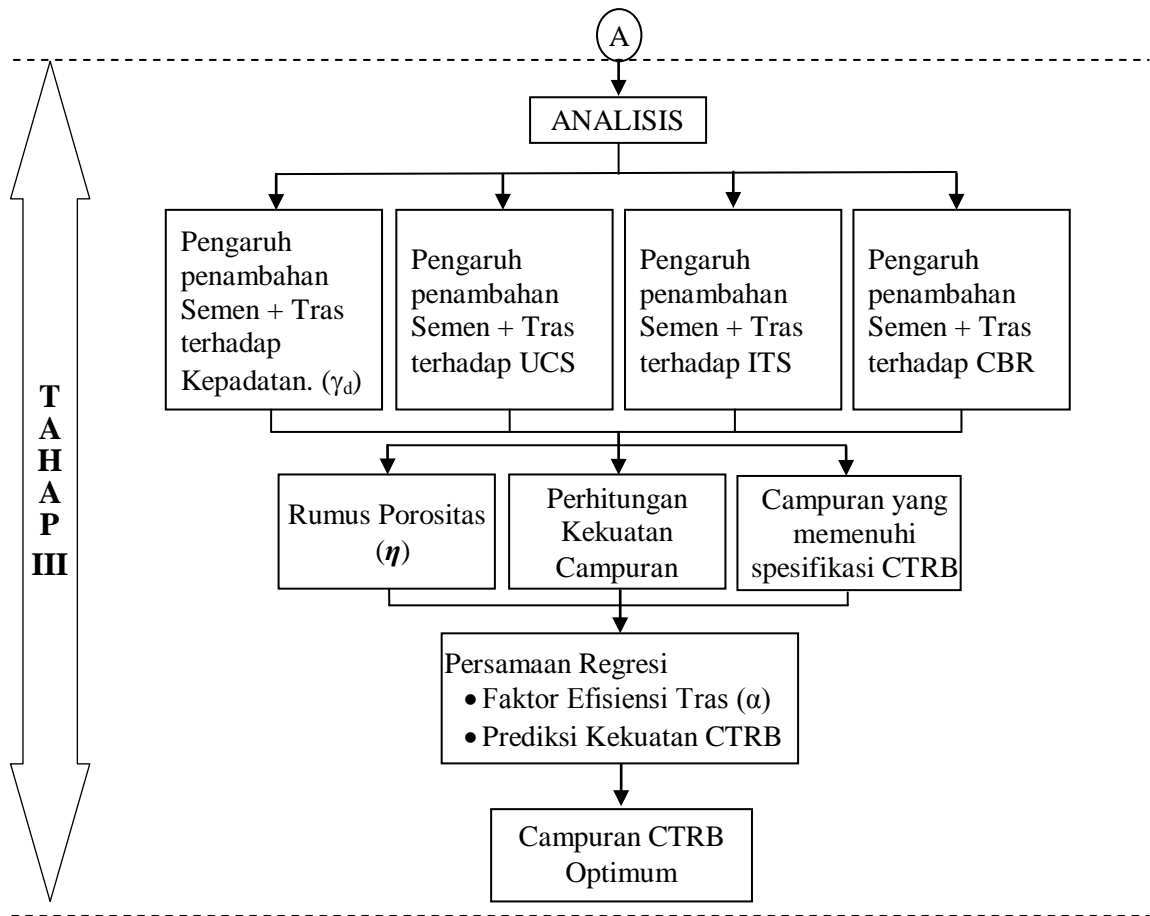 A
ANALISIS
Pengaruh
penambahan
Semen + Tras
terhadap
Kepadatan. (γd)
Pengaruh
penambahan
Semen + Tras
terhadap UCS
Pengaruh
penambahan
Semen + Tras
terhadap ITS
Pengaruh
penambahan
Semen + Tras
terhadap CBR
T
A
H
A
P
III
Rumus Porositas
(η)
Perhitungan
Kekuatan
Campuran
Campuran yang
memenuhi
spesifikasi CTRB
Persamaan Regresi
• Faktor Efisiensi Tras (α)
• Prediksi Kekuatan CTRB
Campuran CTRB
Optimum